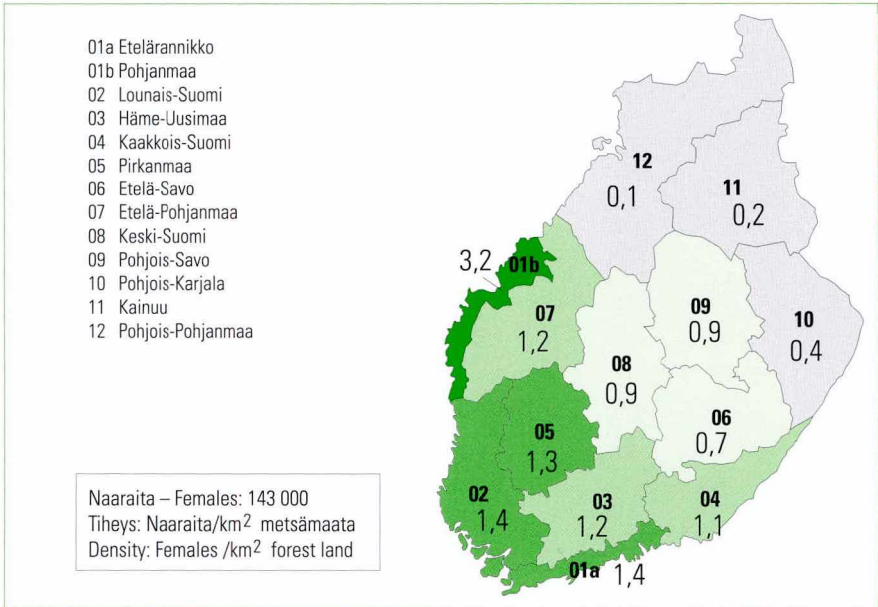 01a Etelärannikko
01b Pohjanmaa
02 Lounais-Suomi
03 Häme-Uusimaa
04 Kaakkois-Suomi
05 Pirkanmaa
06 Etelä-Savo
07 Etelä-Pohjanmaa
08 Keski-Suomi
09 Pohjois-Savo
10 Pohjois-Karjala
11 Kainuu
12 Pohjois-Pohjanmaa
12
0,1
11
0,2
3,2
01b
07
1,2
09
0,9
10
0,4
08
0,9
06
0,7
05
1,3
02
1,4
03
1,2
04
1,1
01a
1,4
Naaraita – Females: 143 000
Tiheys: Naaraita/km² metsämaata
Density: Females /km² forest land